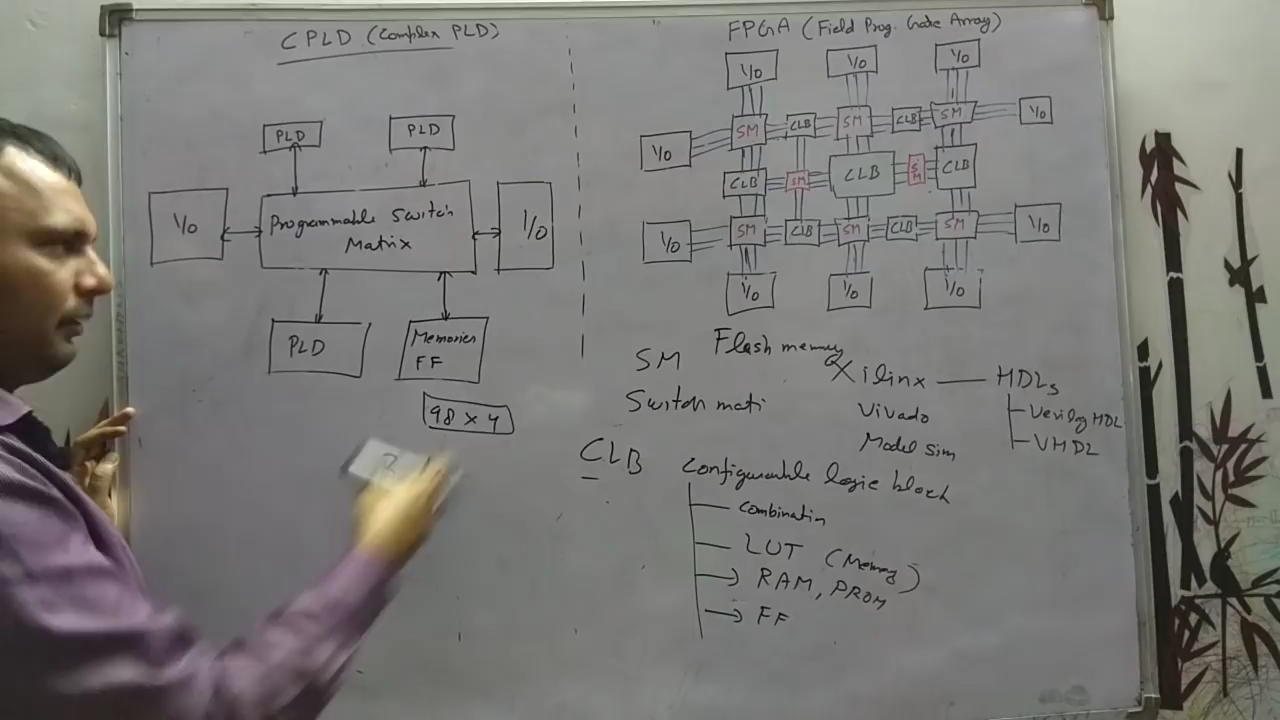 CPLD (Complex PLD)
PLD
PLD
I/O
Programmable Switch
Matrix
I/O
PLD
Memories
FF
98 x 4
FPGA (Field Prog. Gate Array)
I/O
I/O
I/O
SM
CLB
SM
CLB
SM
I/O
I/O
CLB
SM
CLB
SM
CLB
I/O
SM
CLB
SM
CLB
SM
I/O
I/O
I/O
I/O
SM
Flash memory
Switch mati
Xilinx — HDLs
Vivado
Verilog HDL
Model sim
VHDL
CLB
Configurable logic block
Combinatin
LUT (Memory)
RAM, PROM
FF